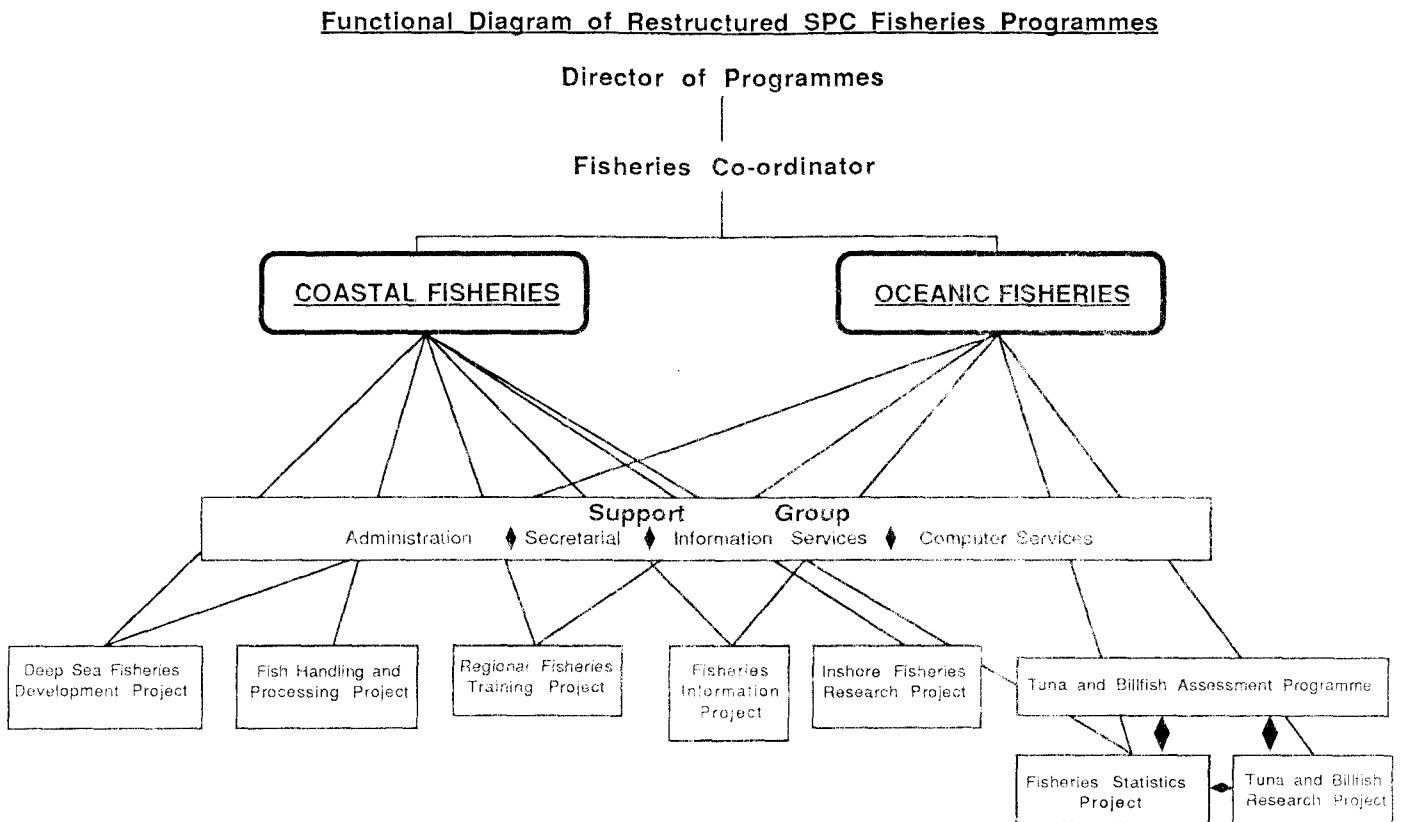 Functional Diagram of Restructured SPC Fisheries Programmes
Director of Programmes
Fisheries Co-ordinator
COASTAL FISHERIES
OCEANIC FISHERIES
Support Group
Administration Secretarial Information Services Computer Services
Deep Sea Fisheries
Development Project
Fish Handling and
Processing Project
Regional Fisheries
Training Project
Fisheries
Information
Project
Inshore Fisheries
Research Project
Tuna and Billfish Assessment Programme
Fisheries Statistics
Project
Tuna and Billfish
Research Project